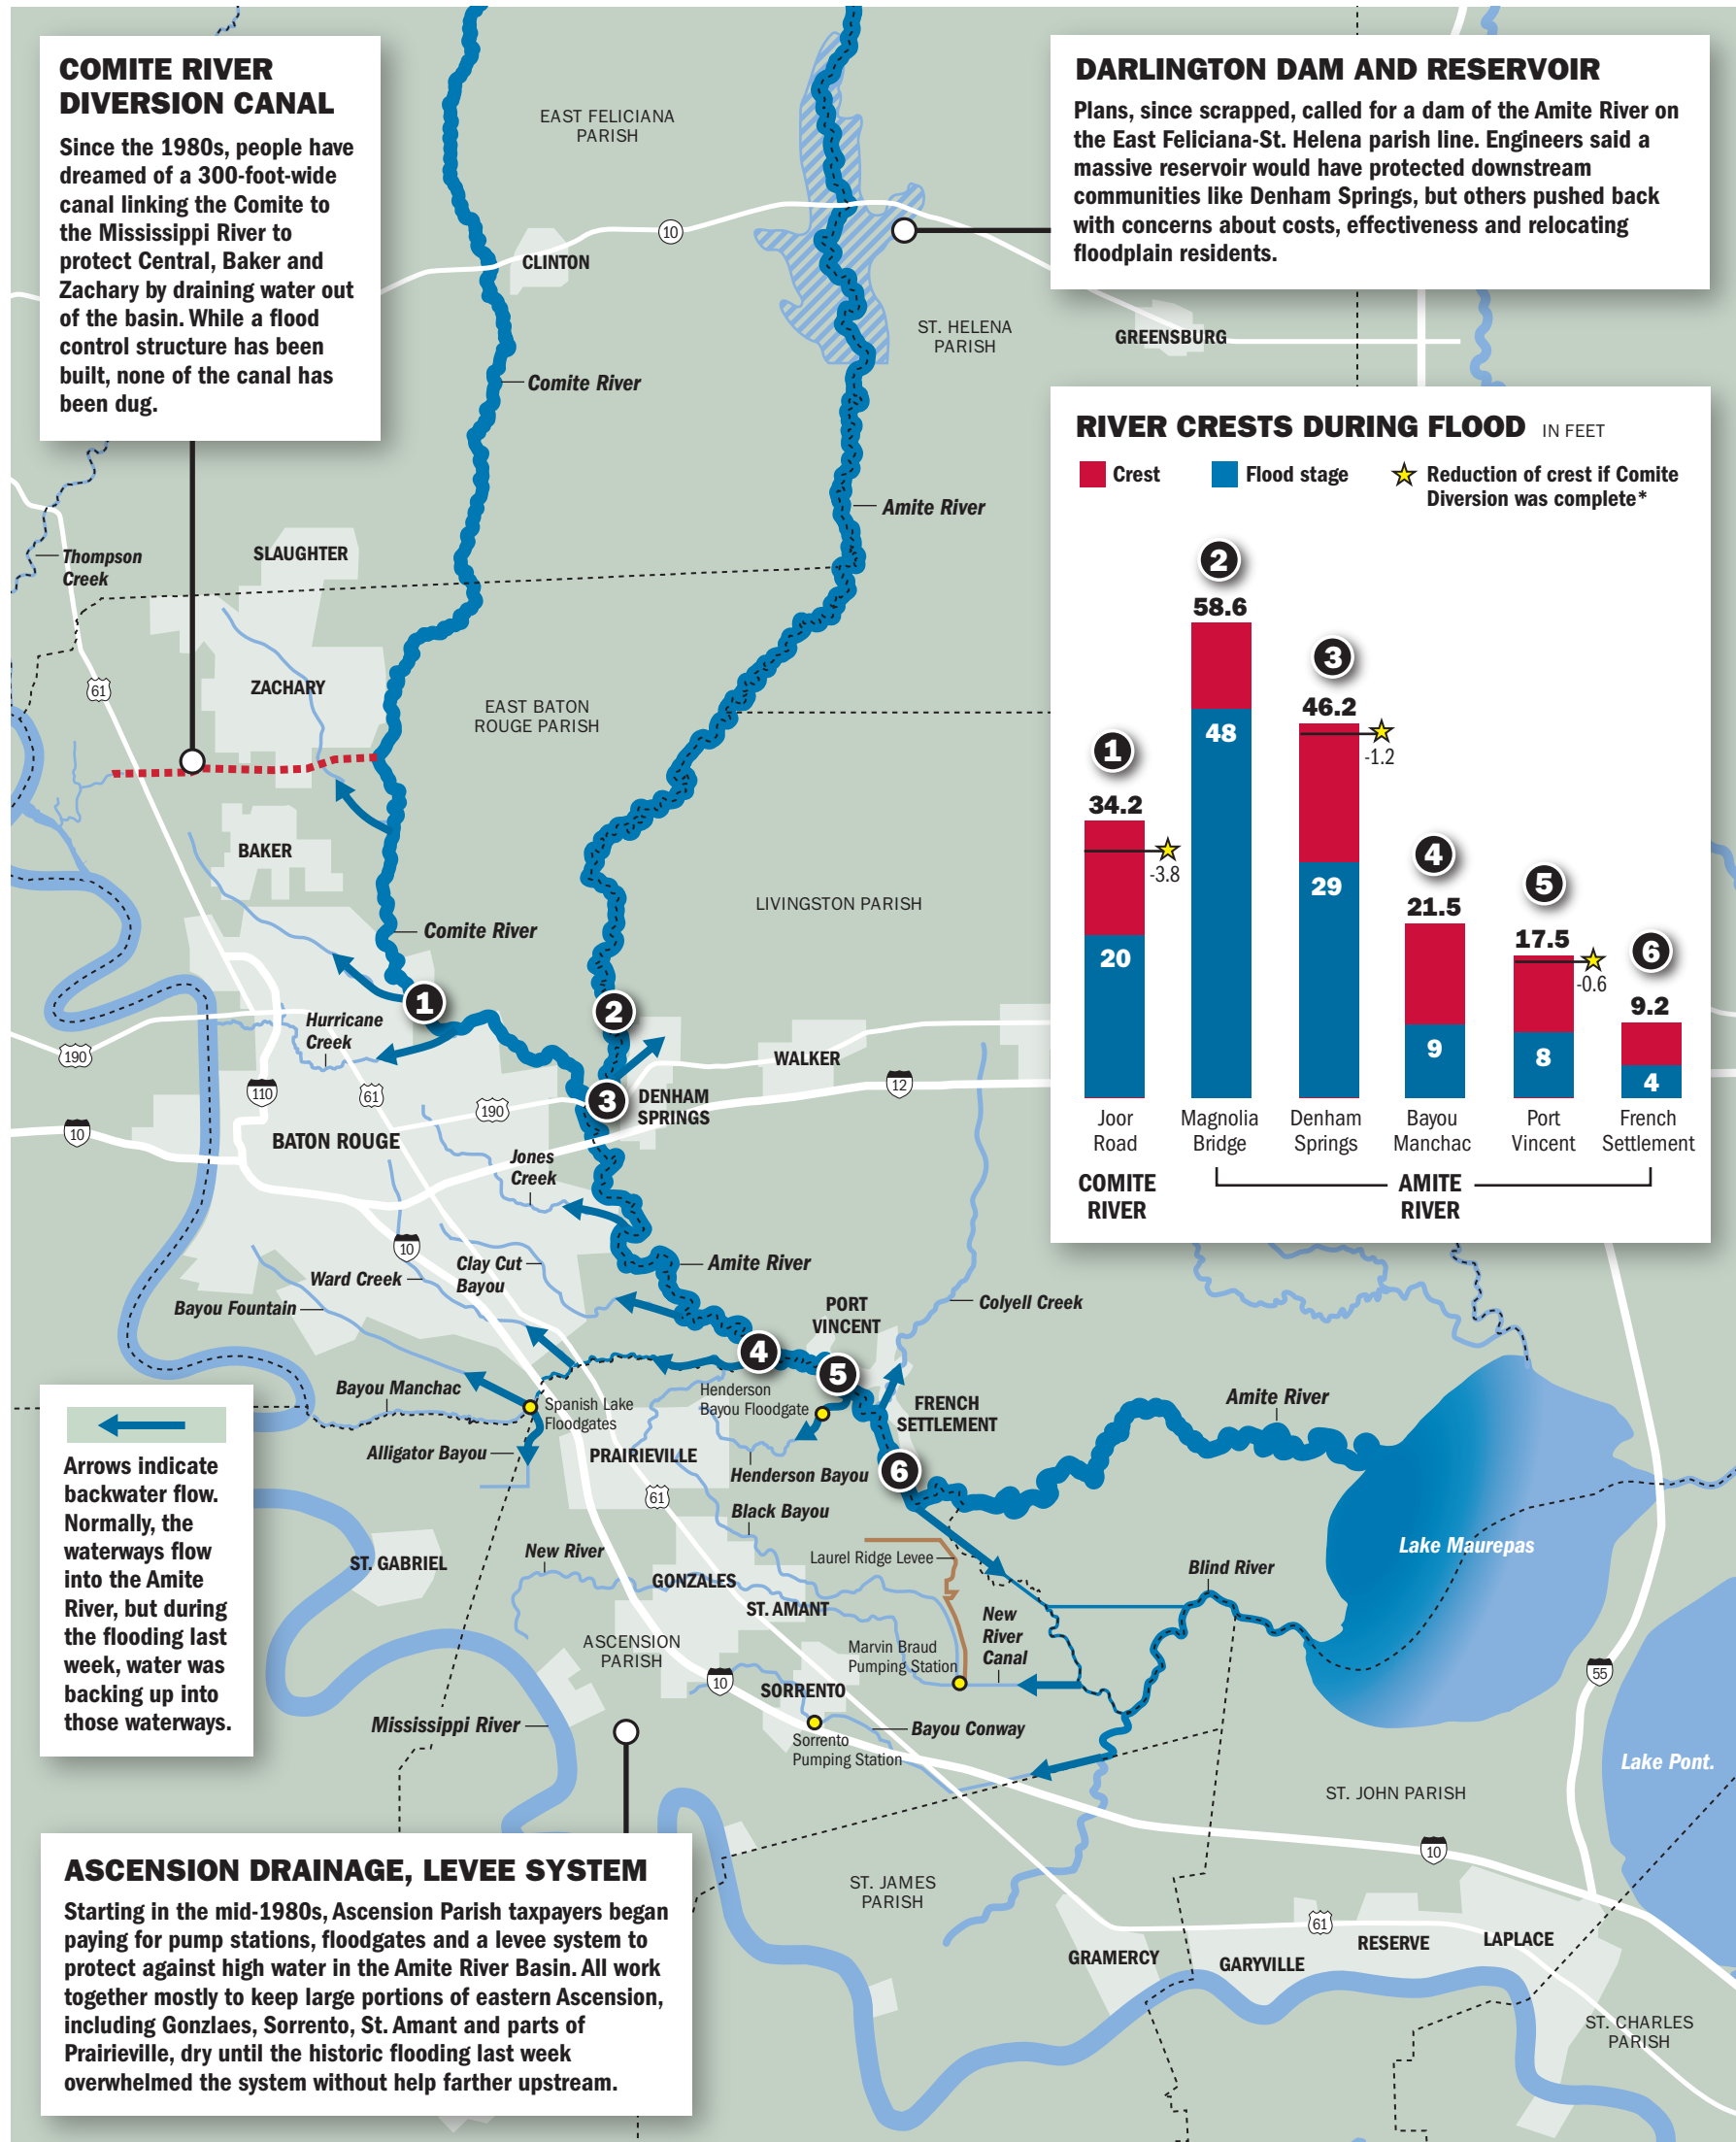 COMITE RIVER
DIVERSION CANAL
Since the 1980s, people have
dreamed of a 300-foot-wide
canal linking the Comite to
the Mississippi River to
protect Central, Baker and
Zachary by draining water out
of the basin. While a flood
control structure has been
built, none of the canal has
been dug.
DARLINGTON DAM AND RESERVOIR
Plans, since scrapped, called for a dam of the Amite River on
the East Feliciana-St. Helena parish line. Engineers said a
massive reservoir would have protected downstream
communities like Denham Springs, but others pushed back
with concerns about costs, effectiveness and relocating
floodplain residents.
EAST FELICIANA
PARISH
10
CLINTON
ST. HELENA
PARISH
GREENSBURG
Comite River
Amite River
Thompson
Creek
SLAUGHTER
ZACHARY
61
EAST BATON
ROUGE PARISH
BAKER
LIVINGSTON PARISH
Comite River
RIVER CRESTS DURING FLOOD IN FEET
Crest
Flood stage
Reduction of crest if Comite
Diversion was complete*
1
34.2
-3.8
20
2
58.6
48
3
46.2
-1.2
29
4
21.5
9
5
17.5
-0.6
8
6
9.2
4
Joor
Road
Magnolia
Bridge
Denham
Springs
Bayou
Manchac
Port
Vincent
French
Settlement
COMITE
RIVER
AMITE
RIVER
1
2
Hurricane
Creek
190
110
61
190
3
DENHAM
SPRINGS
WALKER
12
10
BATON ROUGE
Jones
Creek
10
Clay Cut
Bayou
Ward Creek
Bayou Fountain
Amite River
PORT
VINCENT
Colyell Creek
4
5
Bayou Manchac
Spanish Lake
Floodgates
Henderson
Bayou Floodgate
FRENCH
SETTLEMENT
Amite River
Alligator Bayou
PRAIRIEVILLE
Henderson Bayou
6
61
Black Bayou
Arrows indicate
backwater flow.
Normally, the
waterways flow
into the Amite
River, but during
the flooding last
week, water was
backing up into
those waterways.
ST. GABRIEL
New River
GONZALES
Laurel Ridge Levee
Lake Maurepas
Blind River
ST. AMANT
New
River
Canal
ASCENSION
PARISH
Marvin Braud
Pumping Station
10
SORRENTO
55
Mississippi River
Bayou Conway
Sorrento
Pumping Station
Lake Pont.
ST. JOHN PARISH
10
ASCENSION DRAINAGE, LEVEE SYSTEM
Starting in the mid-1980s, Ascension Parish taxpayers began
paying for pump stations, floodgates and a levee system to
protect against high water in the Amite River Basin. All work
together mostly to keep large portions of eastern Ascension,
including Gonzlaes, Sorrento, St. Amant and parts of
Prairieville, dry until the historic flooding last week
overwhelmed the system without help farther upstream.
ST. JAMES
PARISH
61
GRAMERCY
GARYVILLE
RESERVE
LAPLACE
ST. CHARLES
PARISH